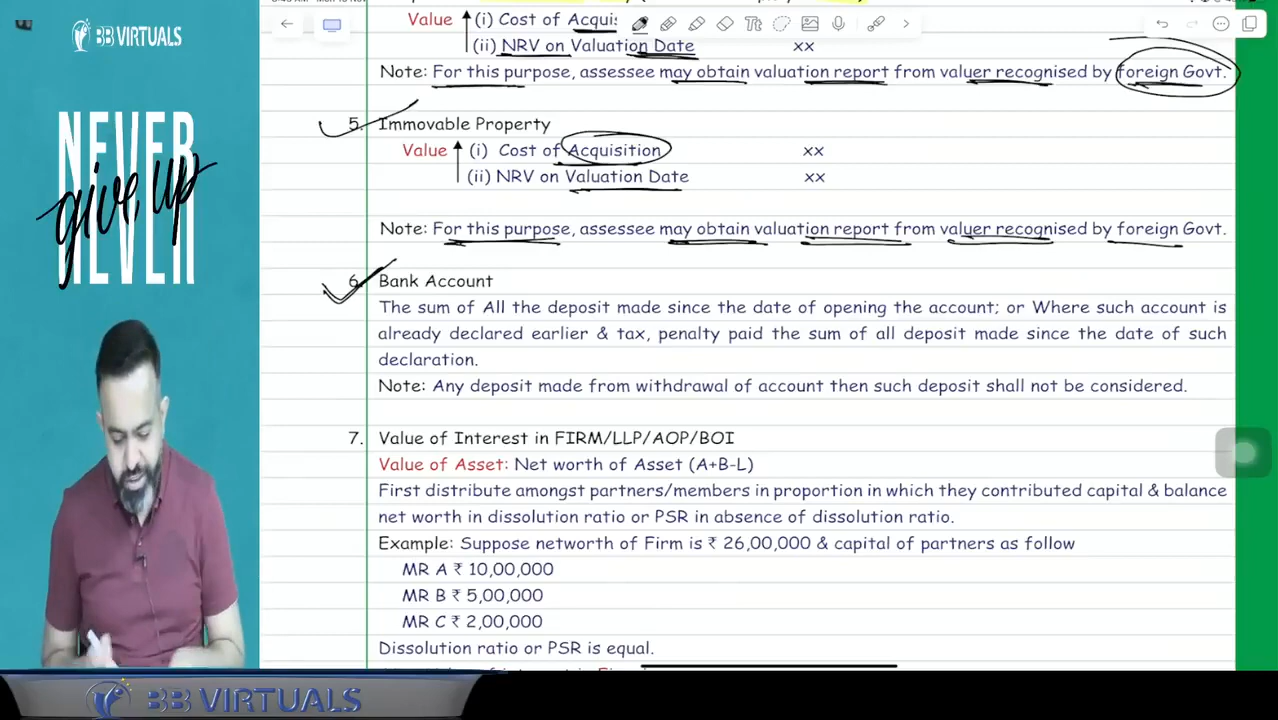 BB VIRTUALS
NEVER
give up
NEVER
Value (i) Cost of Acquis
(ii) NRV on Valuation Date xx
Note: For this purpose, assessee may obtain valuation report from valuer recognised by foreign Govt.
5. Immovable Property
Value (i) Cost of Acquisition xx
(ii) NRV on Valuation Date xx
Note: For this purpose, assessee may obtain valuation report from valuer recognised by foreign Govt.
6. Bank Account
The sum of All the deposit made since the date of opening the account; or Where such account is
already declared earlier & tax, penalty paid the sum of all deposit made since the date of such
declaration.
Note: Any deposit made from withdrawal of account then such deposit shall not be considered.
7. Value of Interest in FIRM/LLP/AOP/BOI
Value of Asset: Net worth of Asset (A+B-L)
First distribute amongst partners/members in proportion in which they contributed capital & balance
net worth in dissolution ratio or PSR in absence of dissolution ratio.
Example: Suppose networth of Firm is ₹ 26,00,000 & capital of partners as follow
MR A ₹ 10,00,000
MR B ₹ 5,00,000
MR C ₹ 2,00,000
Dissolution ratio or PSR is equal.
BB VIRTUALS